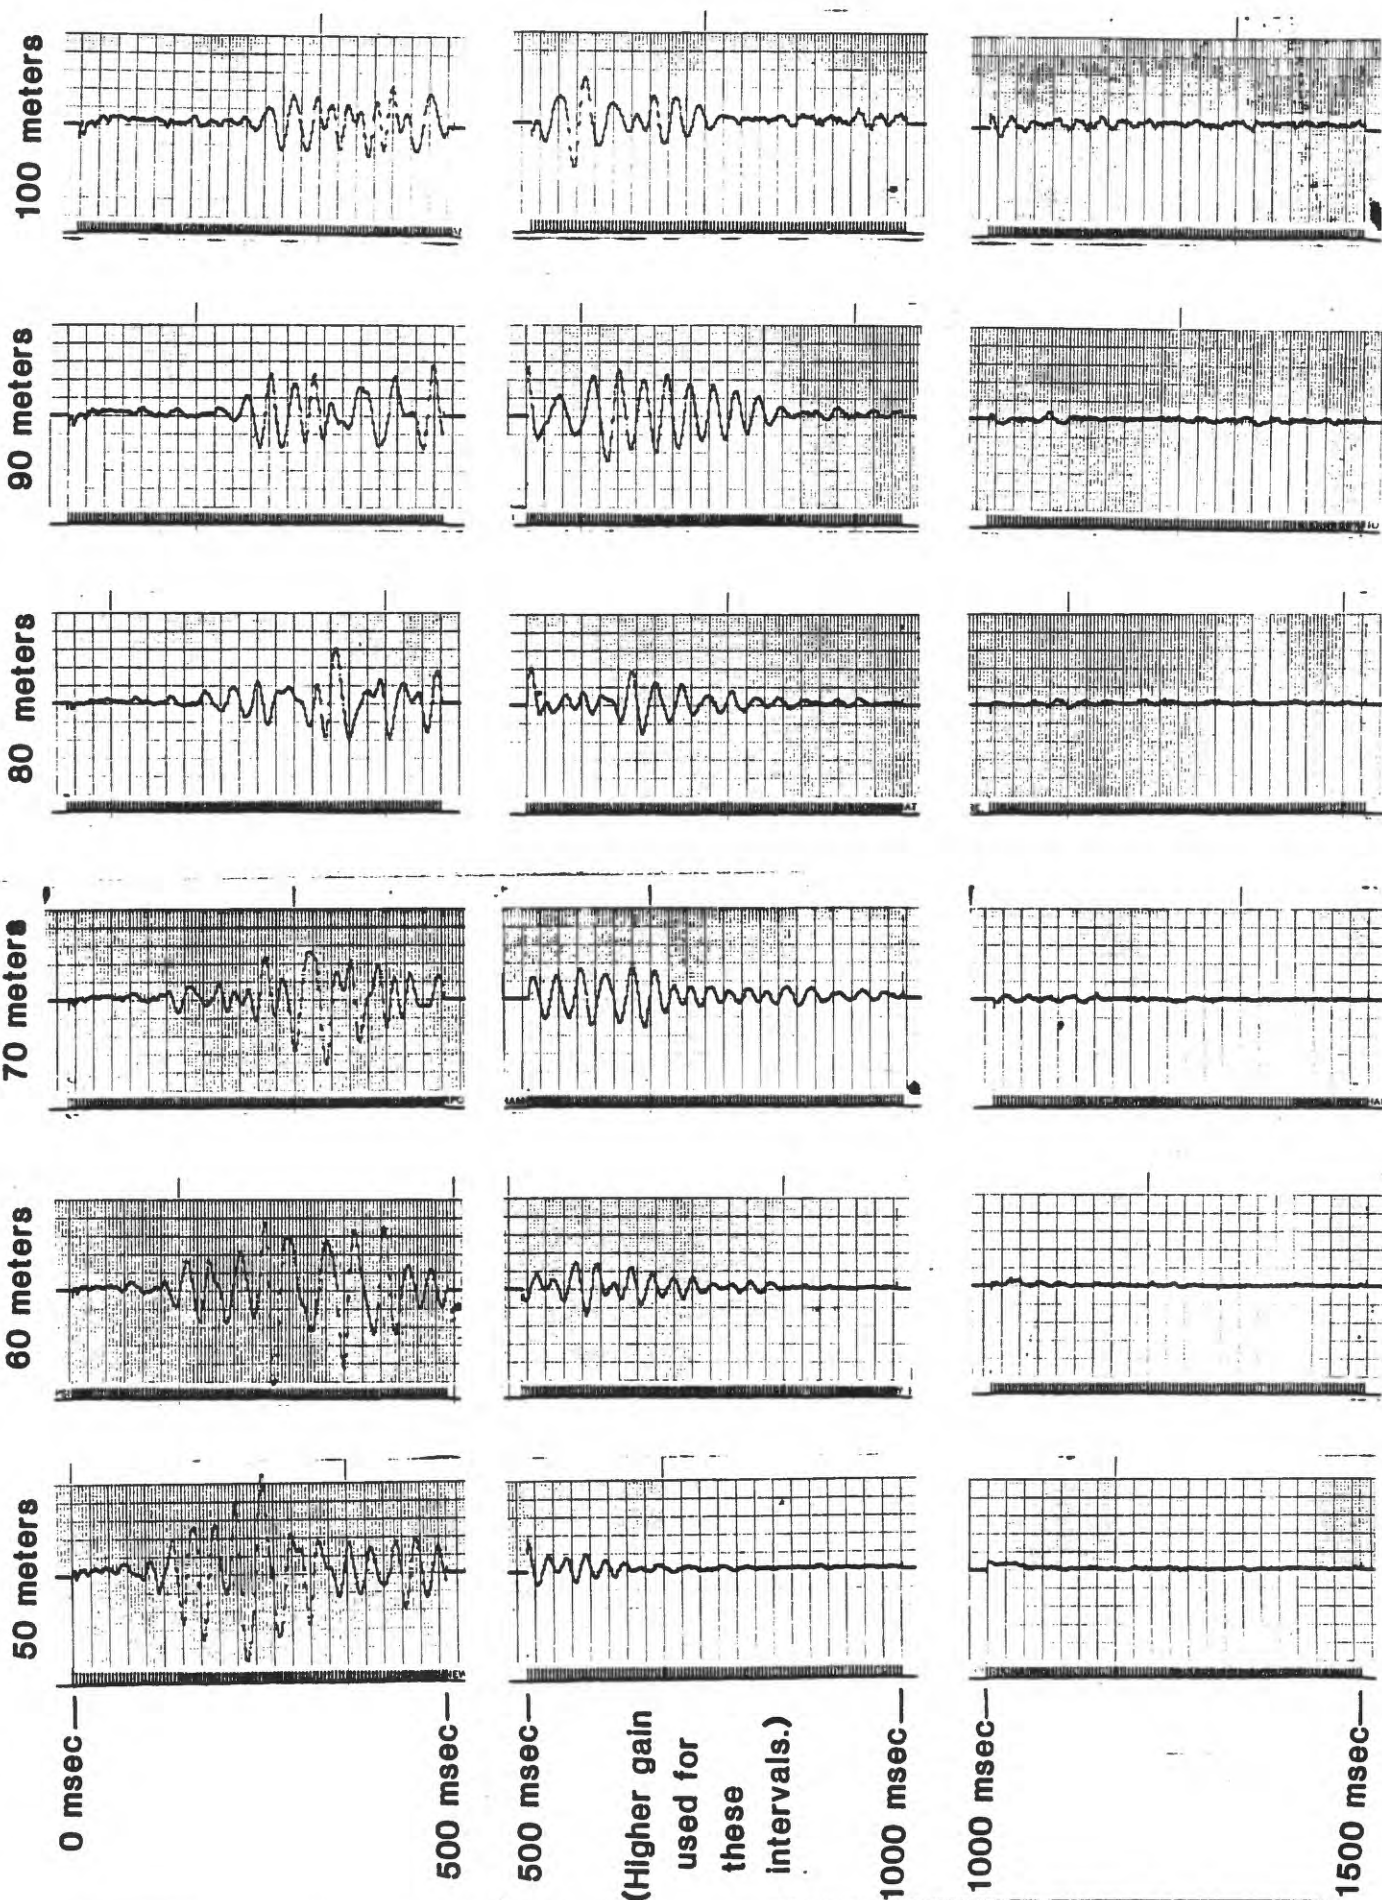 100 meters
90 meters
80 meters
70 meters
60 meters
50 meters
0 msec
500 msec
500 msec
(Higher gain
used for
these
intervals.)
1000 msec
1000 msec
1500 msec